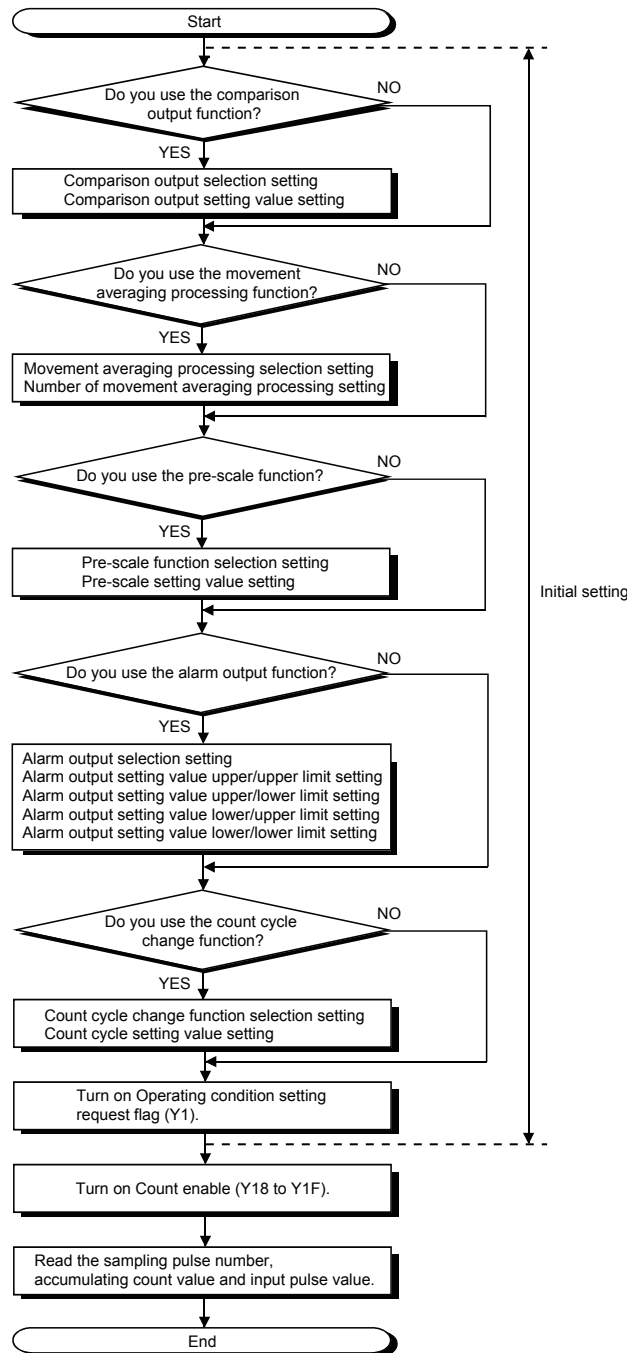 Start
Do you use the comparison
output function?
NO
YES
Comparison output selection setting
Comparison output setting value setting
Do you use the movement
averaging processing function?
NO
YES
Movement averaging processing selection setting
Number of movement averaging processing setting
Do you use the pre-scale function?
NO
YES
Pre-scale function selection setting
Pre-scale setting value setting
Initial setting
Do you use the alarm output function?
NO
YES
Alarm output selection setting
Alarm output setting value upper/upper limit setting
Alarm output setting value upper/lower limit setting
Alarm output setting value lower/upper limit setting
Alarm output setting value lower/lower limit setting
Do you use the count cycle
change function?
NO
YES
Count cycle change function selection setting
Count cycle setting value setting
Turn on Operating condition setting
request flag (Y1).
Turn on Count enable (Y18 to Y1F).
Read the sampling pulse number,
accumulating count value and input pulse value.
End